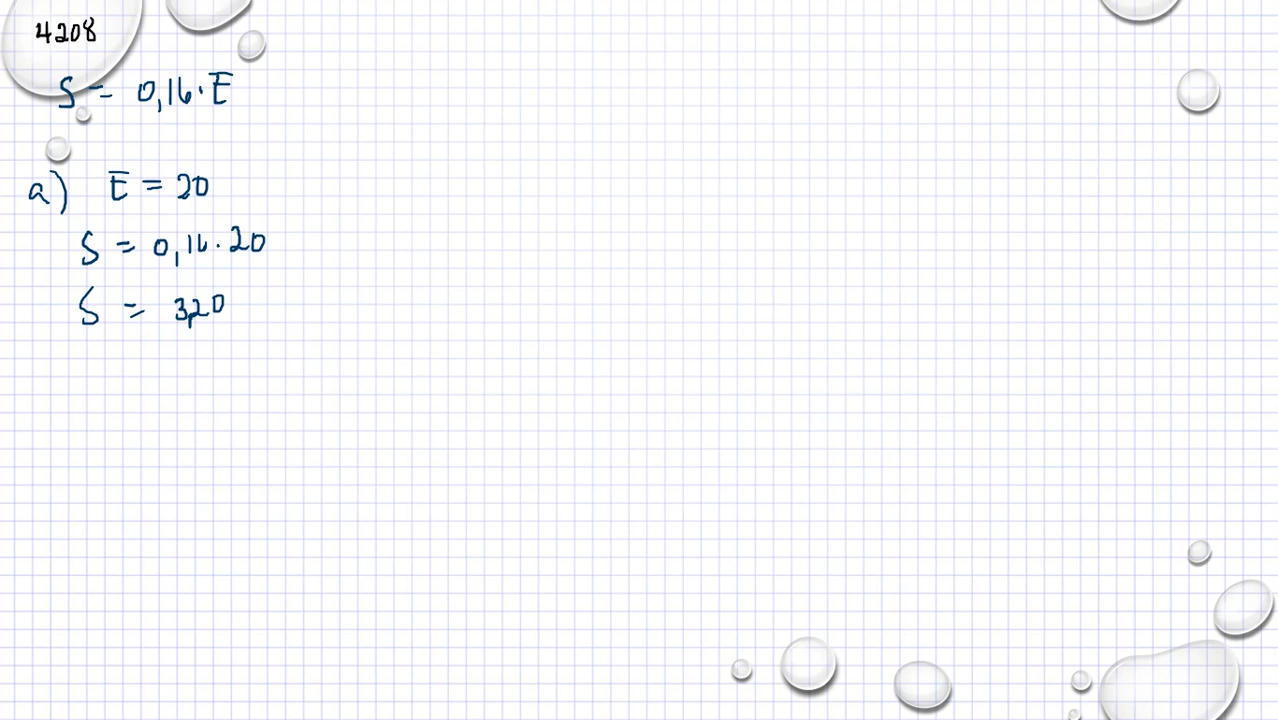 4208
S = 0,16·E
a) E = 20
S = 0,16·20
S = 3,20